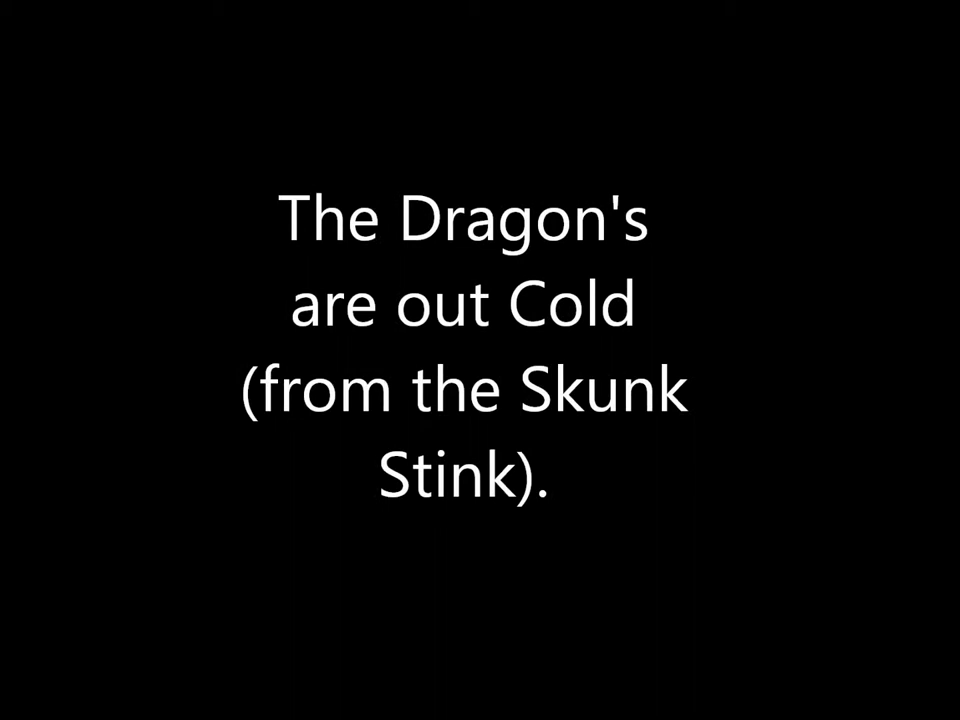 The Dragon's
are out Cold
(from the Skunk
Stink).